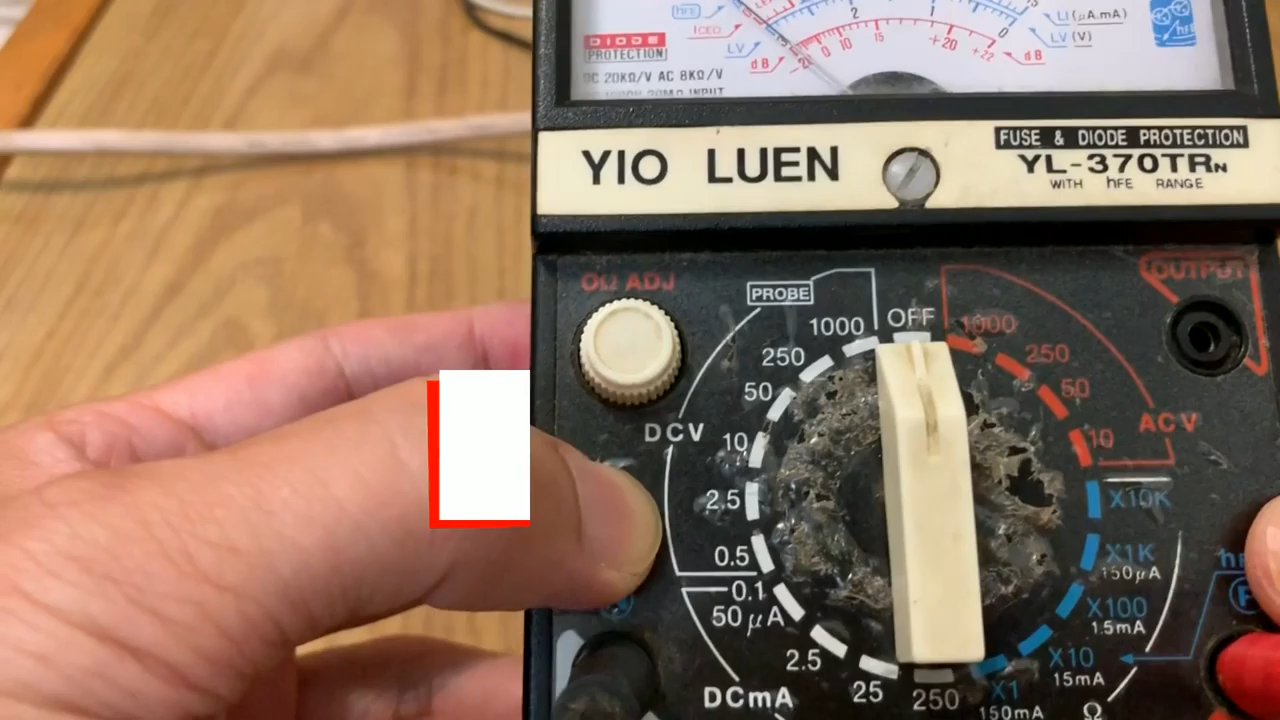 hFE
ICEO
LV
dB
DIODE
PROTECTION
DC 20KΩ/V AC 8KΩ/V
2
0 10 15 +20 +22
0
dB
LI (μA.mA)
LV (V)
hFE
YIO LUEN
FUSE & DIODE PROTECTION
YL-370TRN
WITH hFE RANGE
0Ω ADJ
PROBE
OFF
OUTPUT
1000
250
50
DCV
10
2.5
0.5
0.1
50μA
2.5
25
250
DCmA
1000
250
50
10
ACV
X10K
X1K
150μA
X100
1.5mA
X10
15mA
X1
150mA
Ω